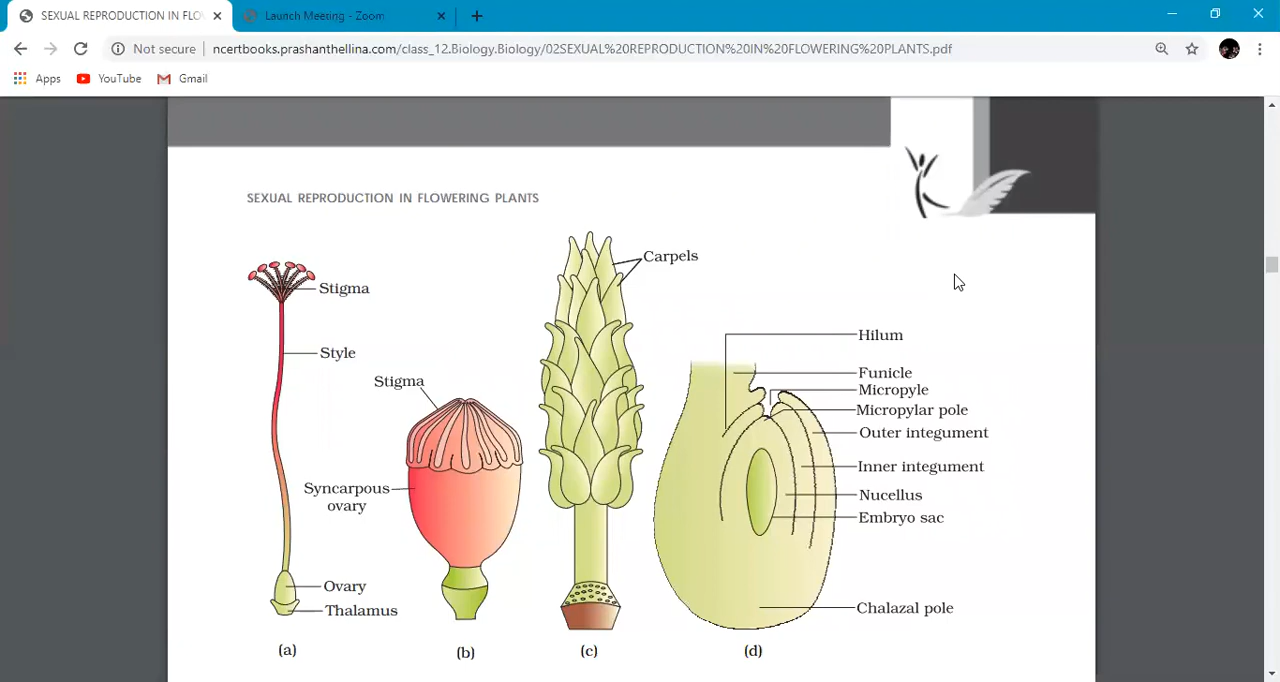 SEXUAL REPRODUCTION IN FLO
Launch Meeting - Zoom
Not secure
ncertbooks.prashanthellina.com/class_12.Biology.Biology/02SEXUAL%20REPRODUCTION%20IN%20FLOWERING%20PLANTS.pdf
Apps
YouTube
Gmail
SEXUAL REPRODUCTION IN FLOWERING PLANTS
Stigma
Style
Ovary
Thalamus
(a)
Stigma
Syncarpous
ovary
(b)
Carpels
(c)
Hilum
Funicle
Micropyle
Micropylar pole
Outer integument
Inner integument
Nucellus
Embryo sac
Chalazal pole
(d)